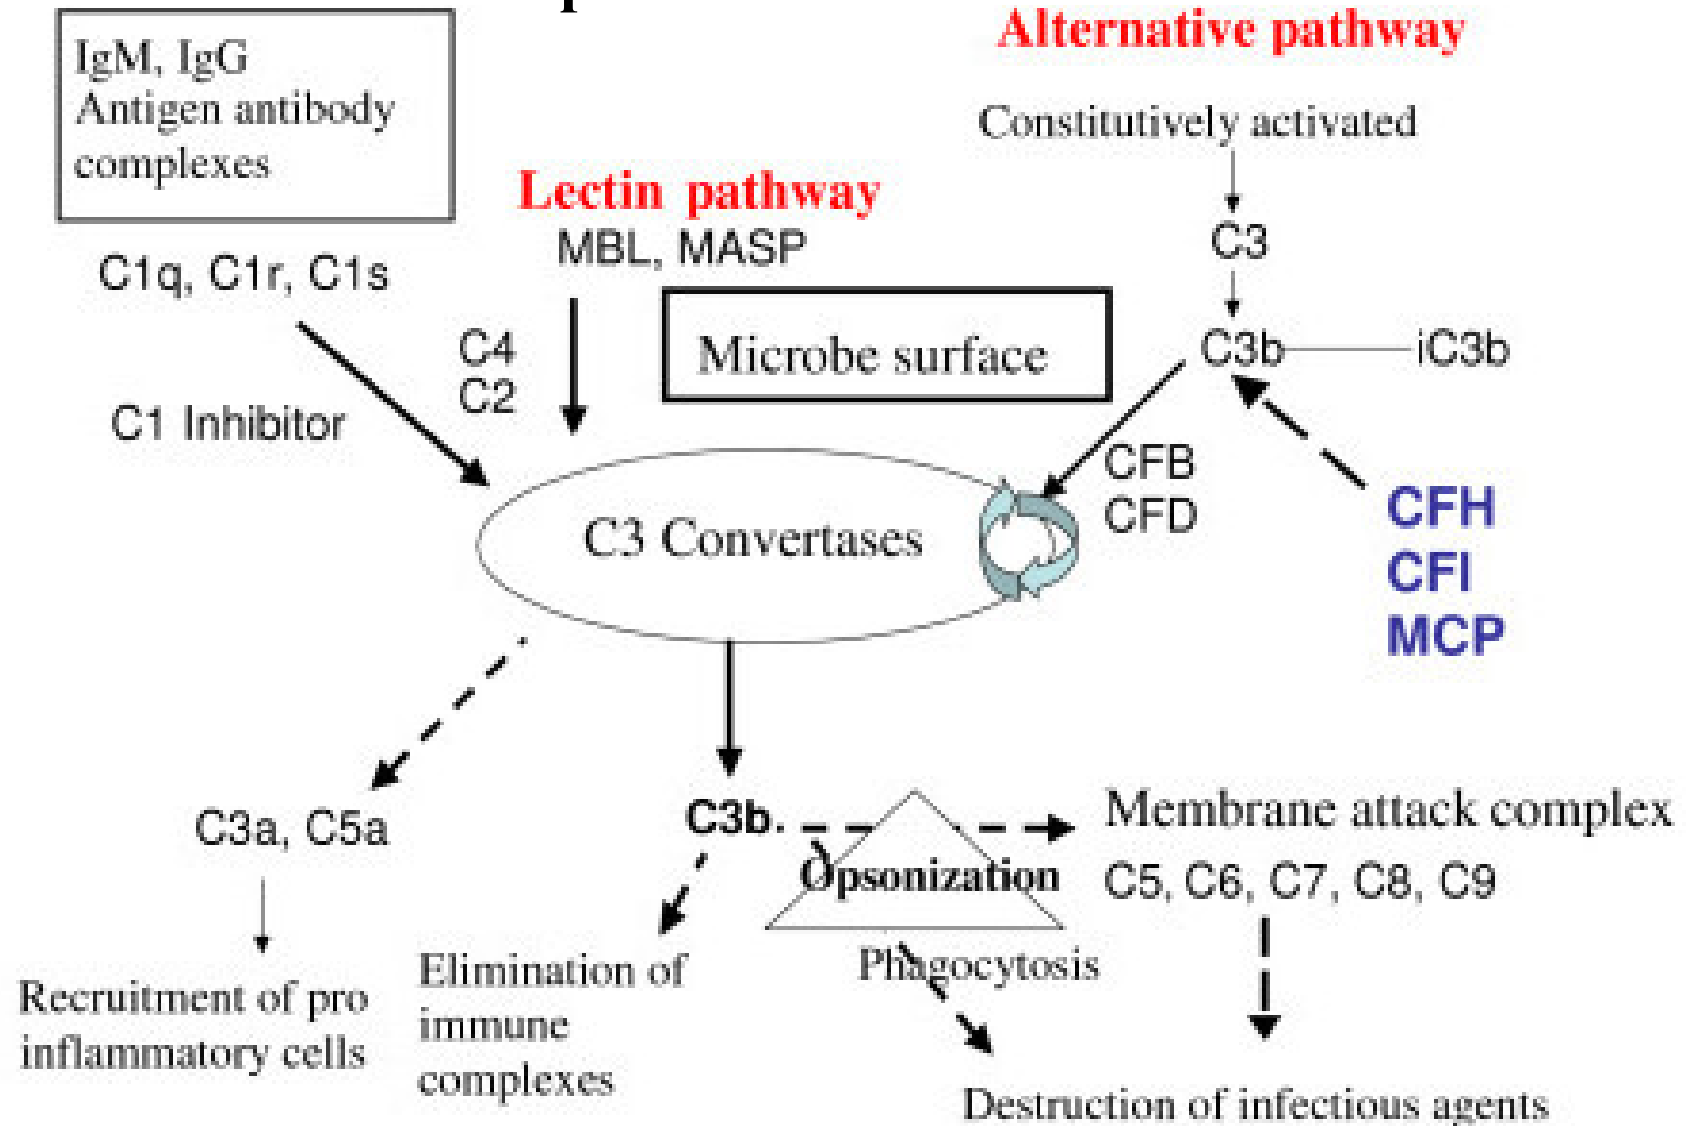 Alternative pathway
IgM, IgG
Antigen antibody
complexes
Constitutively activated
Lectin pathway
MBL, MASP
C3
C1q, C1r, C1s
C4
C2
Microbe surface
C3b
iC3b
C1 Inhibitor
CFB
CFD
CFH
CFI
MCP
C3 Convertases
C3a, C5a
C3b
Membrane attack complex
Opsonization
C5, C6, C7, C8, C9
Phagocytosis
Recruitment of pro
inflammatory cells
Elimination of
immune
complexes
Destruction of infectious agents